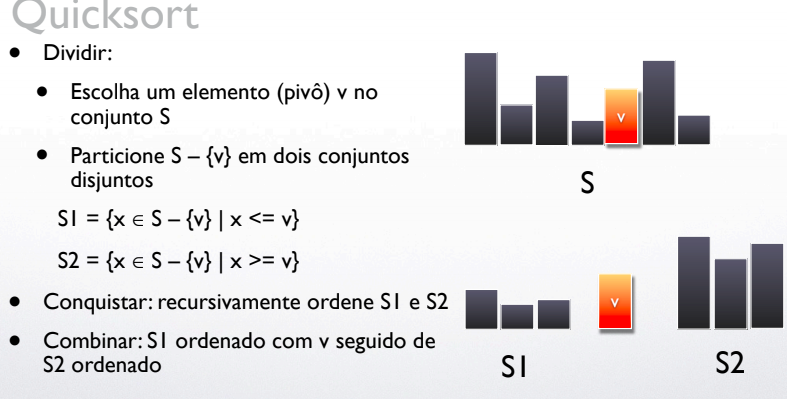 Quicksort
• Dividir:
• Escolha um elemento (pivô) v no
conjunto S
• Particione S – {v} em dois conjuntos
disjuntos
S1 = {x ∈ S – {v} | x <= v}
S2 = {x ∈ S – {v} | x >= v}
• Conquistar: recursivamente ordene S1 e S2
• Combinar: S1 ordenado com v seguido de
S2 ordenado
v
S
v
S1
S2